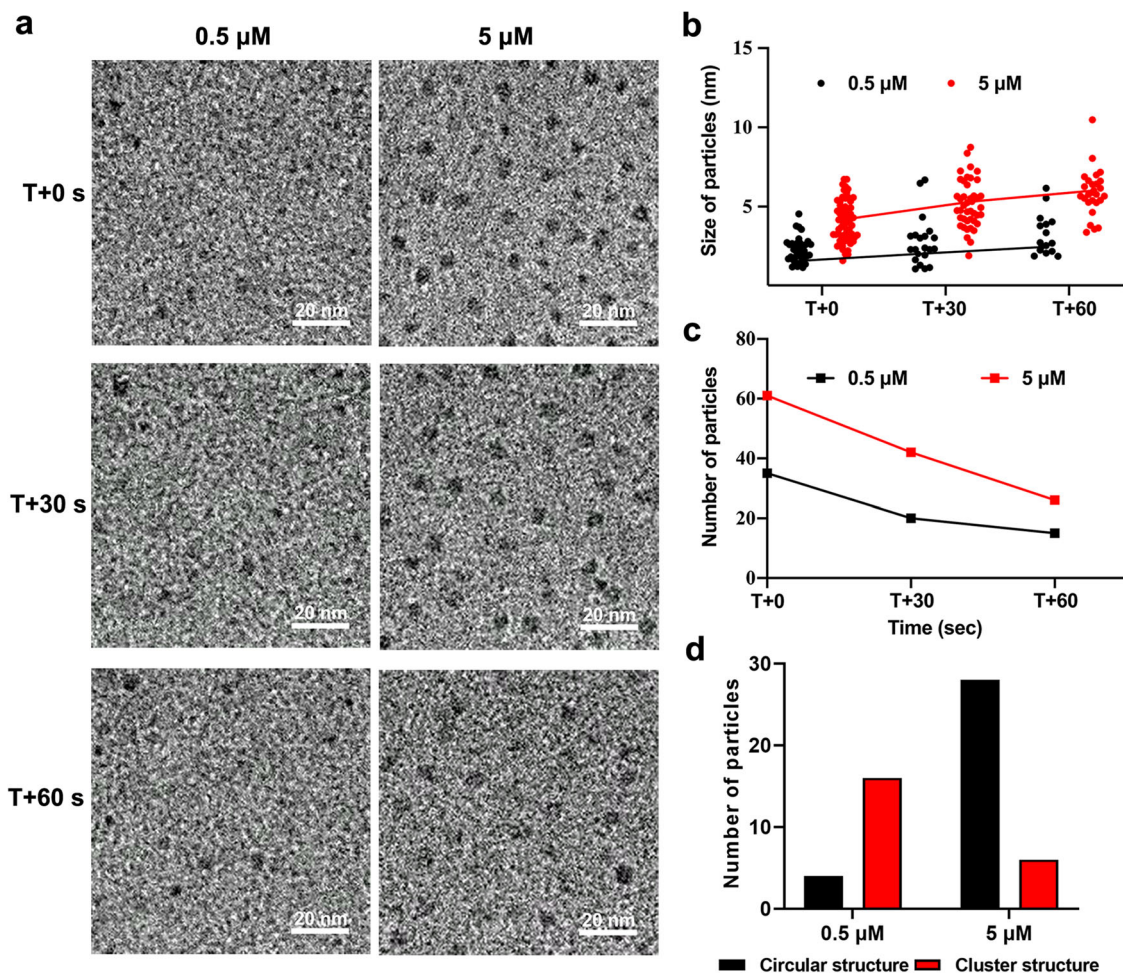 a
0.5 µM
5 µM
T+0 s
20 nm
20 nm
T+30 s
20 nm
20 nm
T+60 s
20 nm
20 nm
b
Size of particles (nm)
15
10
5
0.5 µM
5 µM
T+0
T+30
T+60
c
Number of particles
80
60
40
20
0
0.5 µM
5 µM
T+0
T+30
T+60
Time (sec)
d
Number of particles
30
20
10
0
0.5 µM
5 µM
Circular structure
Cluster structure